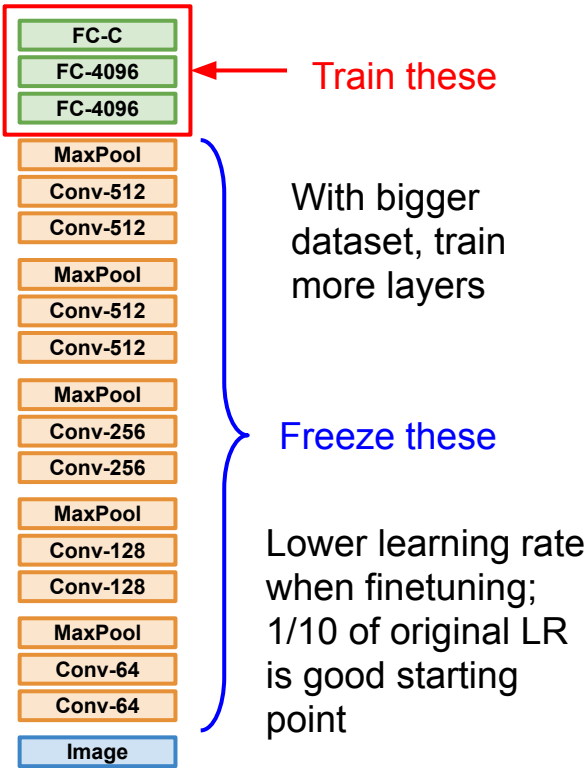 FC-C
FC-4096
FC-4096
Train these
MaxPool
Conv-512
Conv-512
With bigger
dataset, train
more layers
MaxPool
Conv-512
Conv-512
MaxPool
Conv-256
Conv-256
Freeze these
MaxPool
Conv-128
Conv-128
MaxPool
Conv-64
Conv-64
Lower learning rate
when finetuning;
1/10 of original LR
is good starting
point
Image